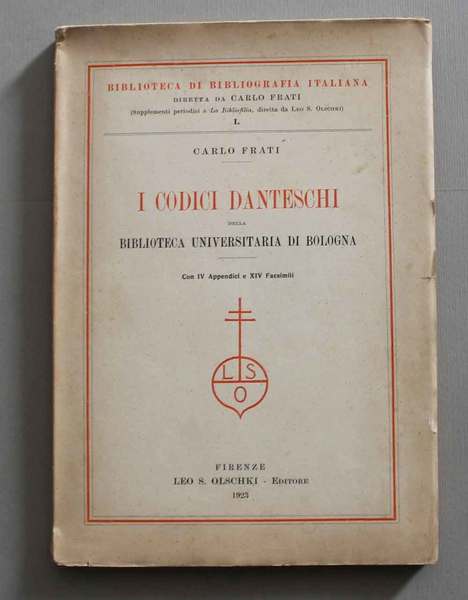 BIBLIOTECA DI BIBLIOGRAFIA ITALIANA
DIRETTA DA CARLO FRATI
(Supplementi periodici a La Bibliofilia, diretta da Leo S. Olschki)
I.
CARLO FRATI
I CODICI DANTESCHI
DELLA
BIBLIOTECA UNIVERSITARIA DI BOLOGNA
Con IV Appendici e XIV Facsimili
L S
O
FIRENZE
LEO S. OLSCHKI - Editore
1923